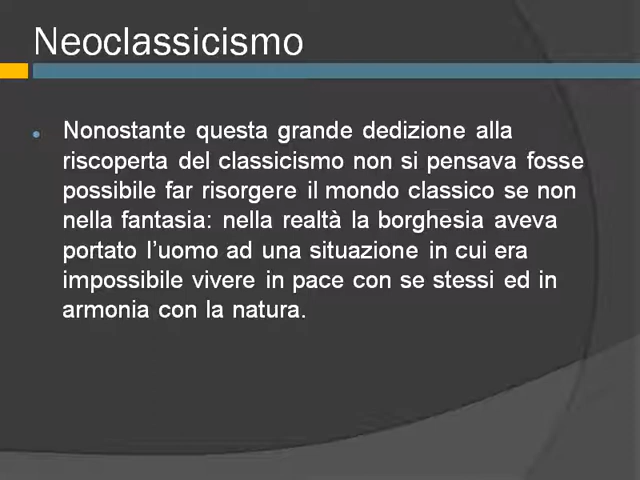 Neoclassicismo
Nonostante questa grande dedizione alla
riscoperta del classicismo non si pensava fosse
possibile far risorgere il mondo classico se non
nella fantasia: nella realtà la borghesia aveva
portato l’uomo ad una situazione in cui era
impossibile vivere in pace con se stessi ed in
armonia con la natura.